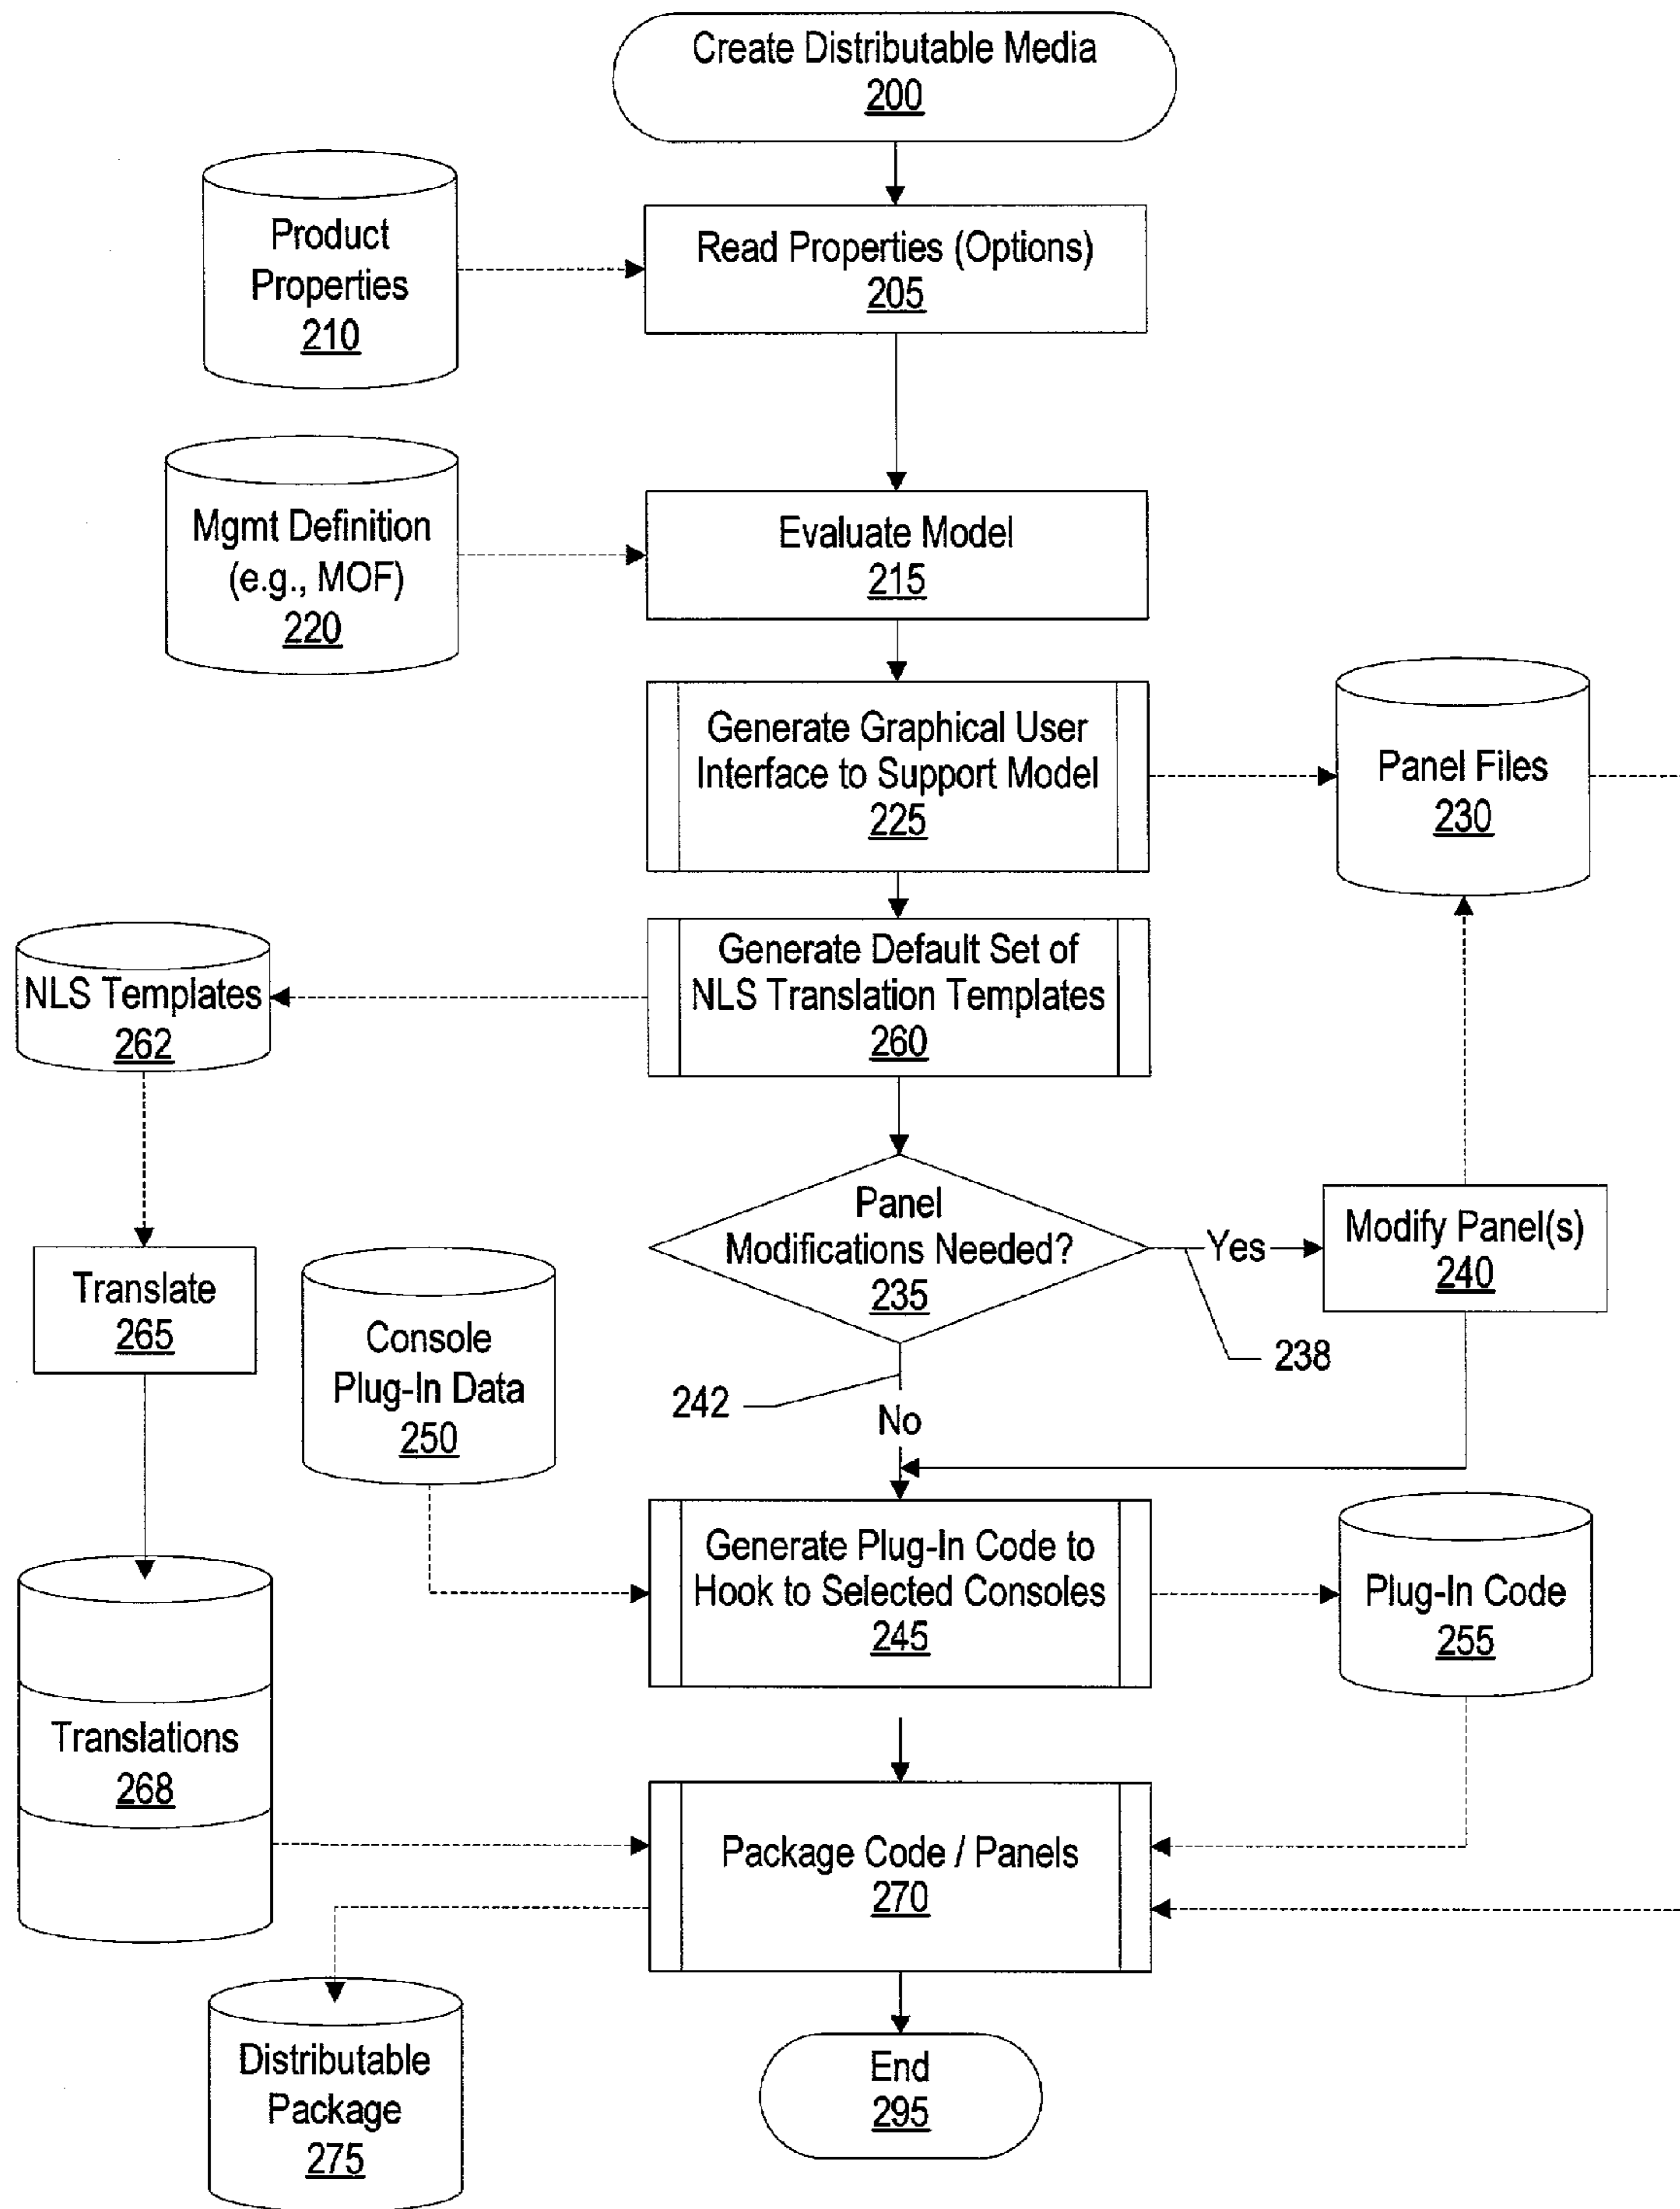 Create Distributable Media
200
Product
Properties
210
Read Properties (Options)
205
Mgmt Definition
(e.g., MOF)
220
Evaluate Model
215
Generate Graphical User
Interface to Support Model
225
Panel Files
230
NLS Templates
262
Generate Default Set of
NLS Translation Templates
260
Translate
265
Console
Plug-In Data
250
Panel
Modifications Needed?
235
Yes
238
Modify Panel(s)
240
242
No
Generate Plug-In Code to
Hook to Selected Consoles
245
Plug-In Code
255
Translations
268
Package Code / Panels
270
Distributable
Package
275
End
295